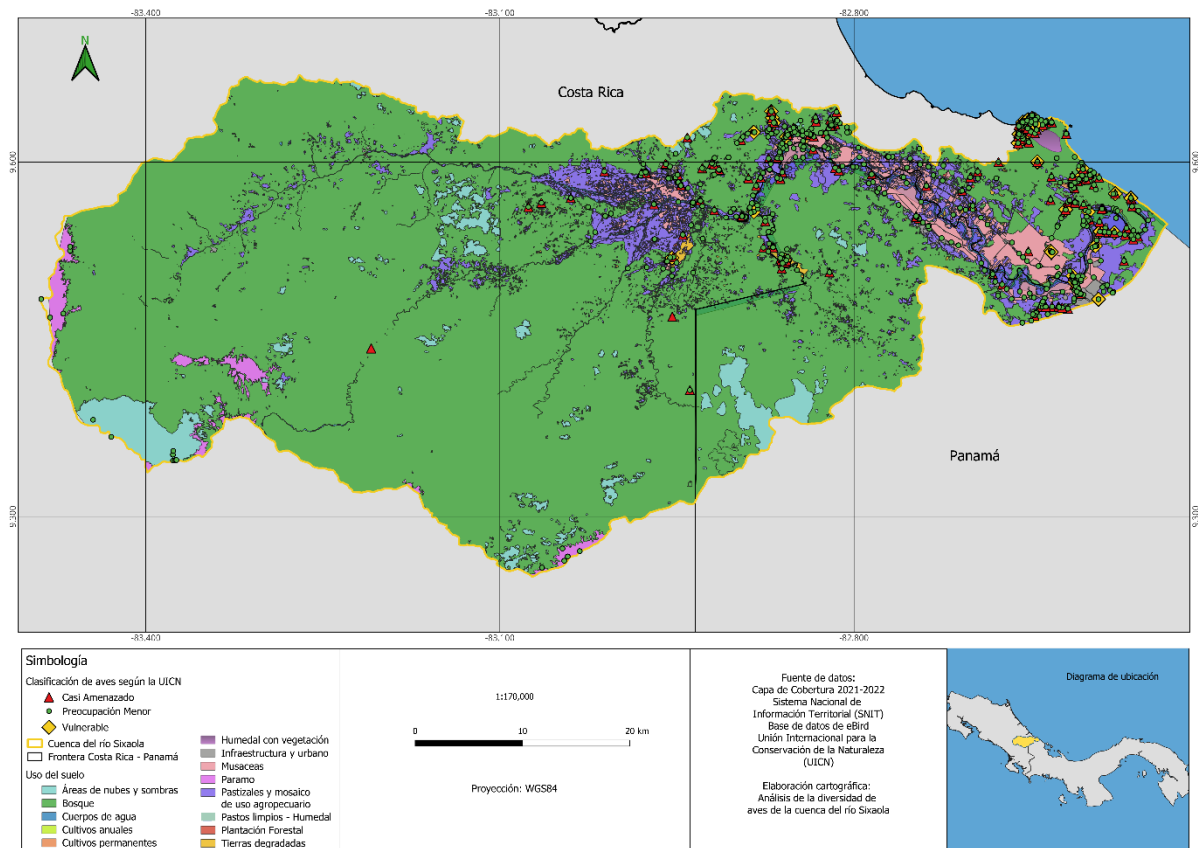 -83.400
-83.100
-82.800
N
Costa Rica
9.600
9.600
Panamá
9.300
9.300
-83.400
-83.100
-82.800
Simbología
Clasificación de aves según la UICN
Casi Amenazado
Preocupación Menor
Vulnerable
Cuenca del río Sixaola
Frontera Costa Rica - Panamá
Uso del suelo
Áreas de nubes y sombras
Bosque
Cuerpos de agua
Cultivos anuales
Cultivos permanentes
Humedal con vegetación
Infraestructura y urbano
Musaceas
Paramo
Pastizales y mosaico
de uso agropecuario
Pastos limpios - Humedal
Plantación Forestal
Tierras degradadas
1:170,000
0
10
20 km
Proyección: WGS84
Fuente de datos:
Capa de Cobertura 2021-2022
Sistema Nacional de
Información Territorial (SNIT)
Base de datos de eBird
Unión Internacional para la
Conservación de la Naturaleza
(UICN)
Elaboración cartográfica:
Análisis de la diversidad de
aves de la cuenca del río Sixaola
Diagrama de ubicación